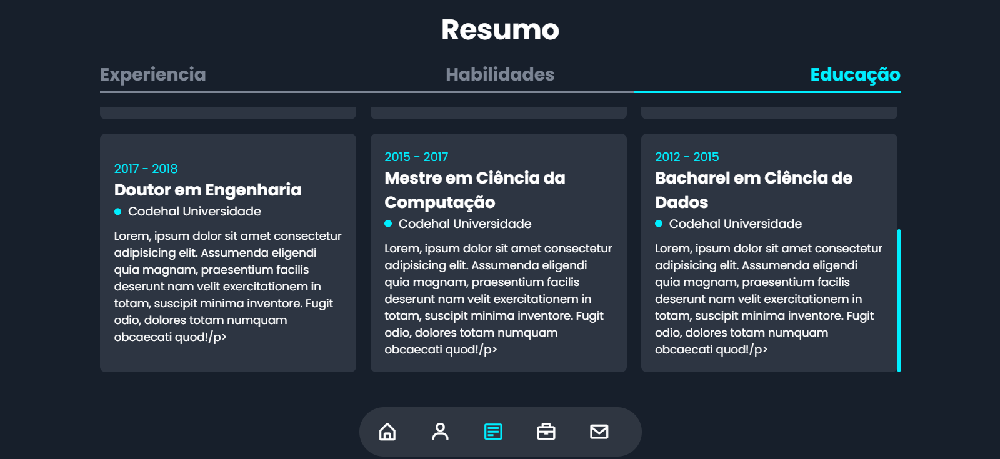 Resumo
Experiencia
Habilidades
Educação
2017 - 2018
Doutor em Engenharia
Codehal Universidade
Lorem, ipsum dolor sit amet consectetur
adipisicing elit. Assumenda eligendi
quia magnam, praesentium facilis
deserunt nam velit exercitationem in
totam, suscipit minima inventore. Fugit
odio, dolores totam numquam
obcaecati quod!/p>
2015 - 2017
Mestre em Ciência da
Computação
Codehal Universidade
Lorem, ipsum dolor sit amet consectetur
adipisicing elit. Assumenda eligendi
quia magnam, praesentium facilis
deserunt nam velit exercitationem in
totam, suscipit minima inventore. Fugit
odio, dolores totam numquam
obcaecati quod!/p>
2012 - 2015
Bacharel em Ciência de
Dados
Codehal Universidade
Lorem, ipsum dolor sit amet consectetur
adipisicing elit. Assumenda eligendi
quia magnam, praesentium facilis
deserunt nam velit exercitationem in
totam, suscipit minima inventore. Fugit
odio, dolores totam numquam
obcaecati quod!/p>